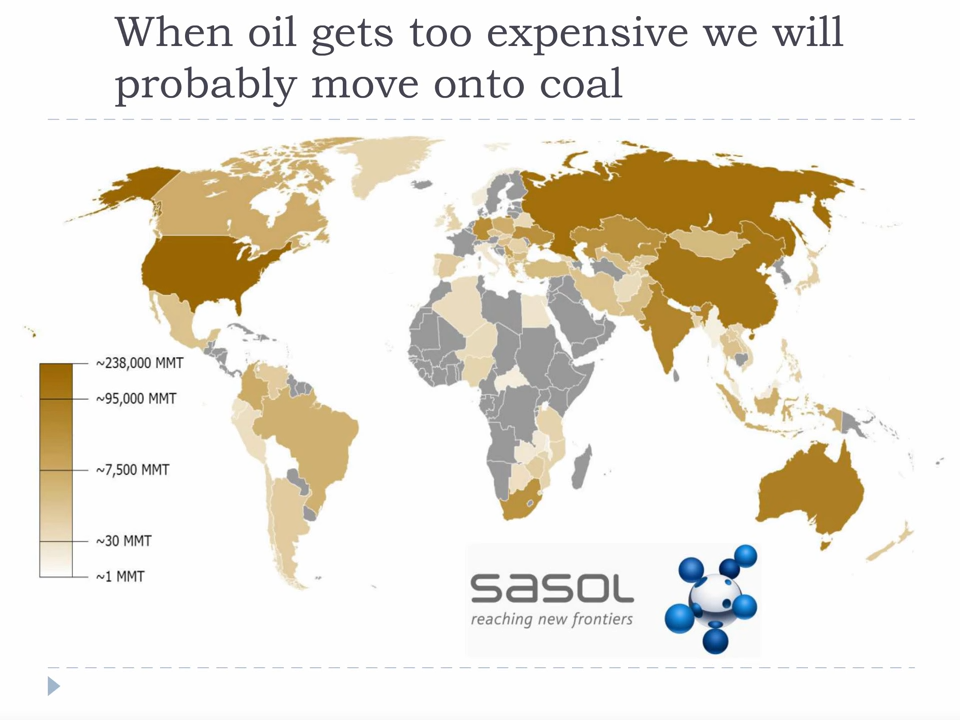 When oil gets too expensive we will
probably move onto coal
~238,000 MMT
~95,000 MMT
~7,500 MMT
~30 MMT
~1 MMT
sasol
reaching new frontiers